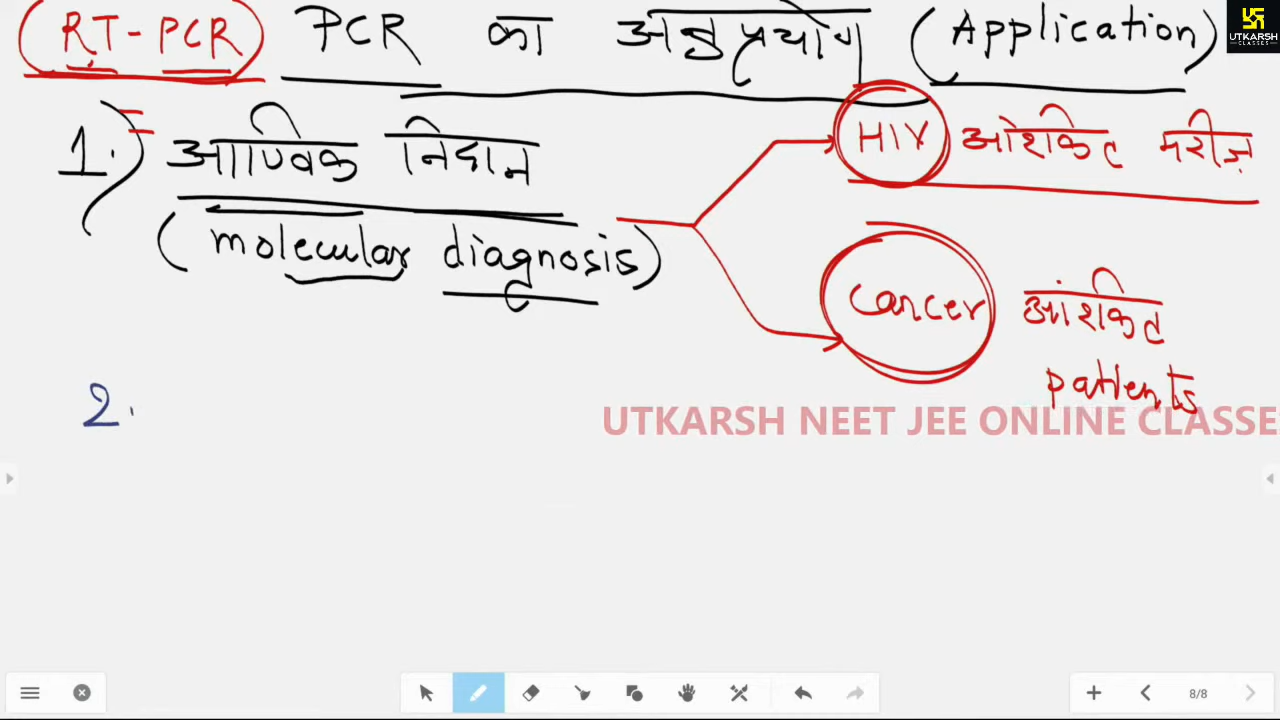 (RT-PCR) PCR का अनुप्रयोग (Application)
UTKARSH
CLASSES
1.) आण्विक निदान
(molecular diagnosis)
HIV आशंकित मरीज़
Cancer आशंकित
patients
2.
UTKARSH NEET JEE ONLINE CLASSES
8/8